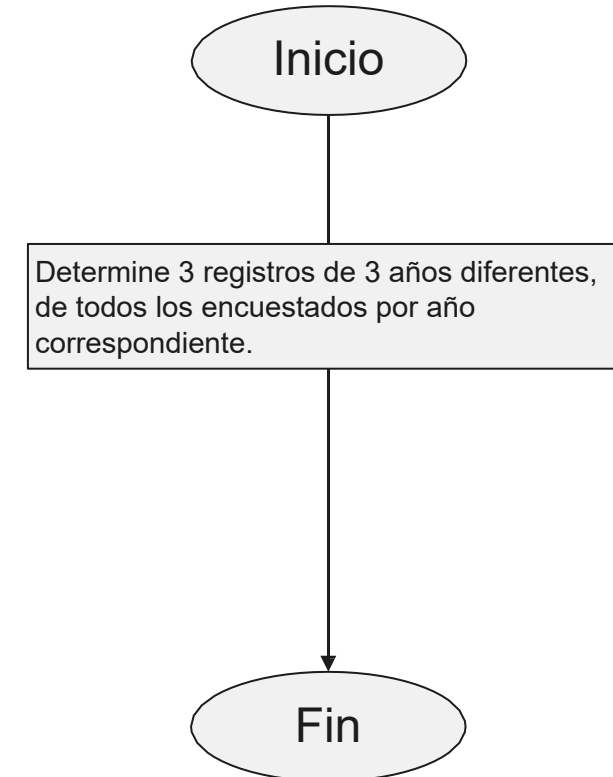 Inicio
Determine 3 registros de 3 años diferentes,
de todos los encuestados por año
correspondiente.
Fin